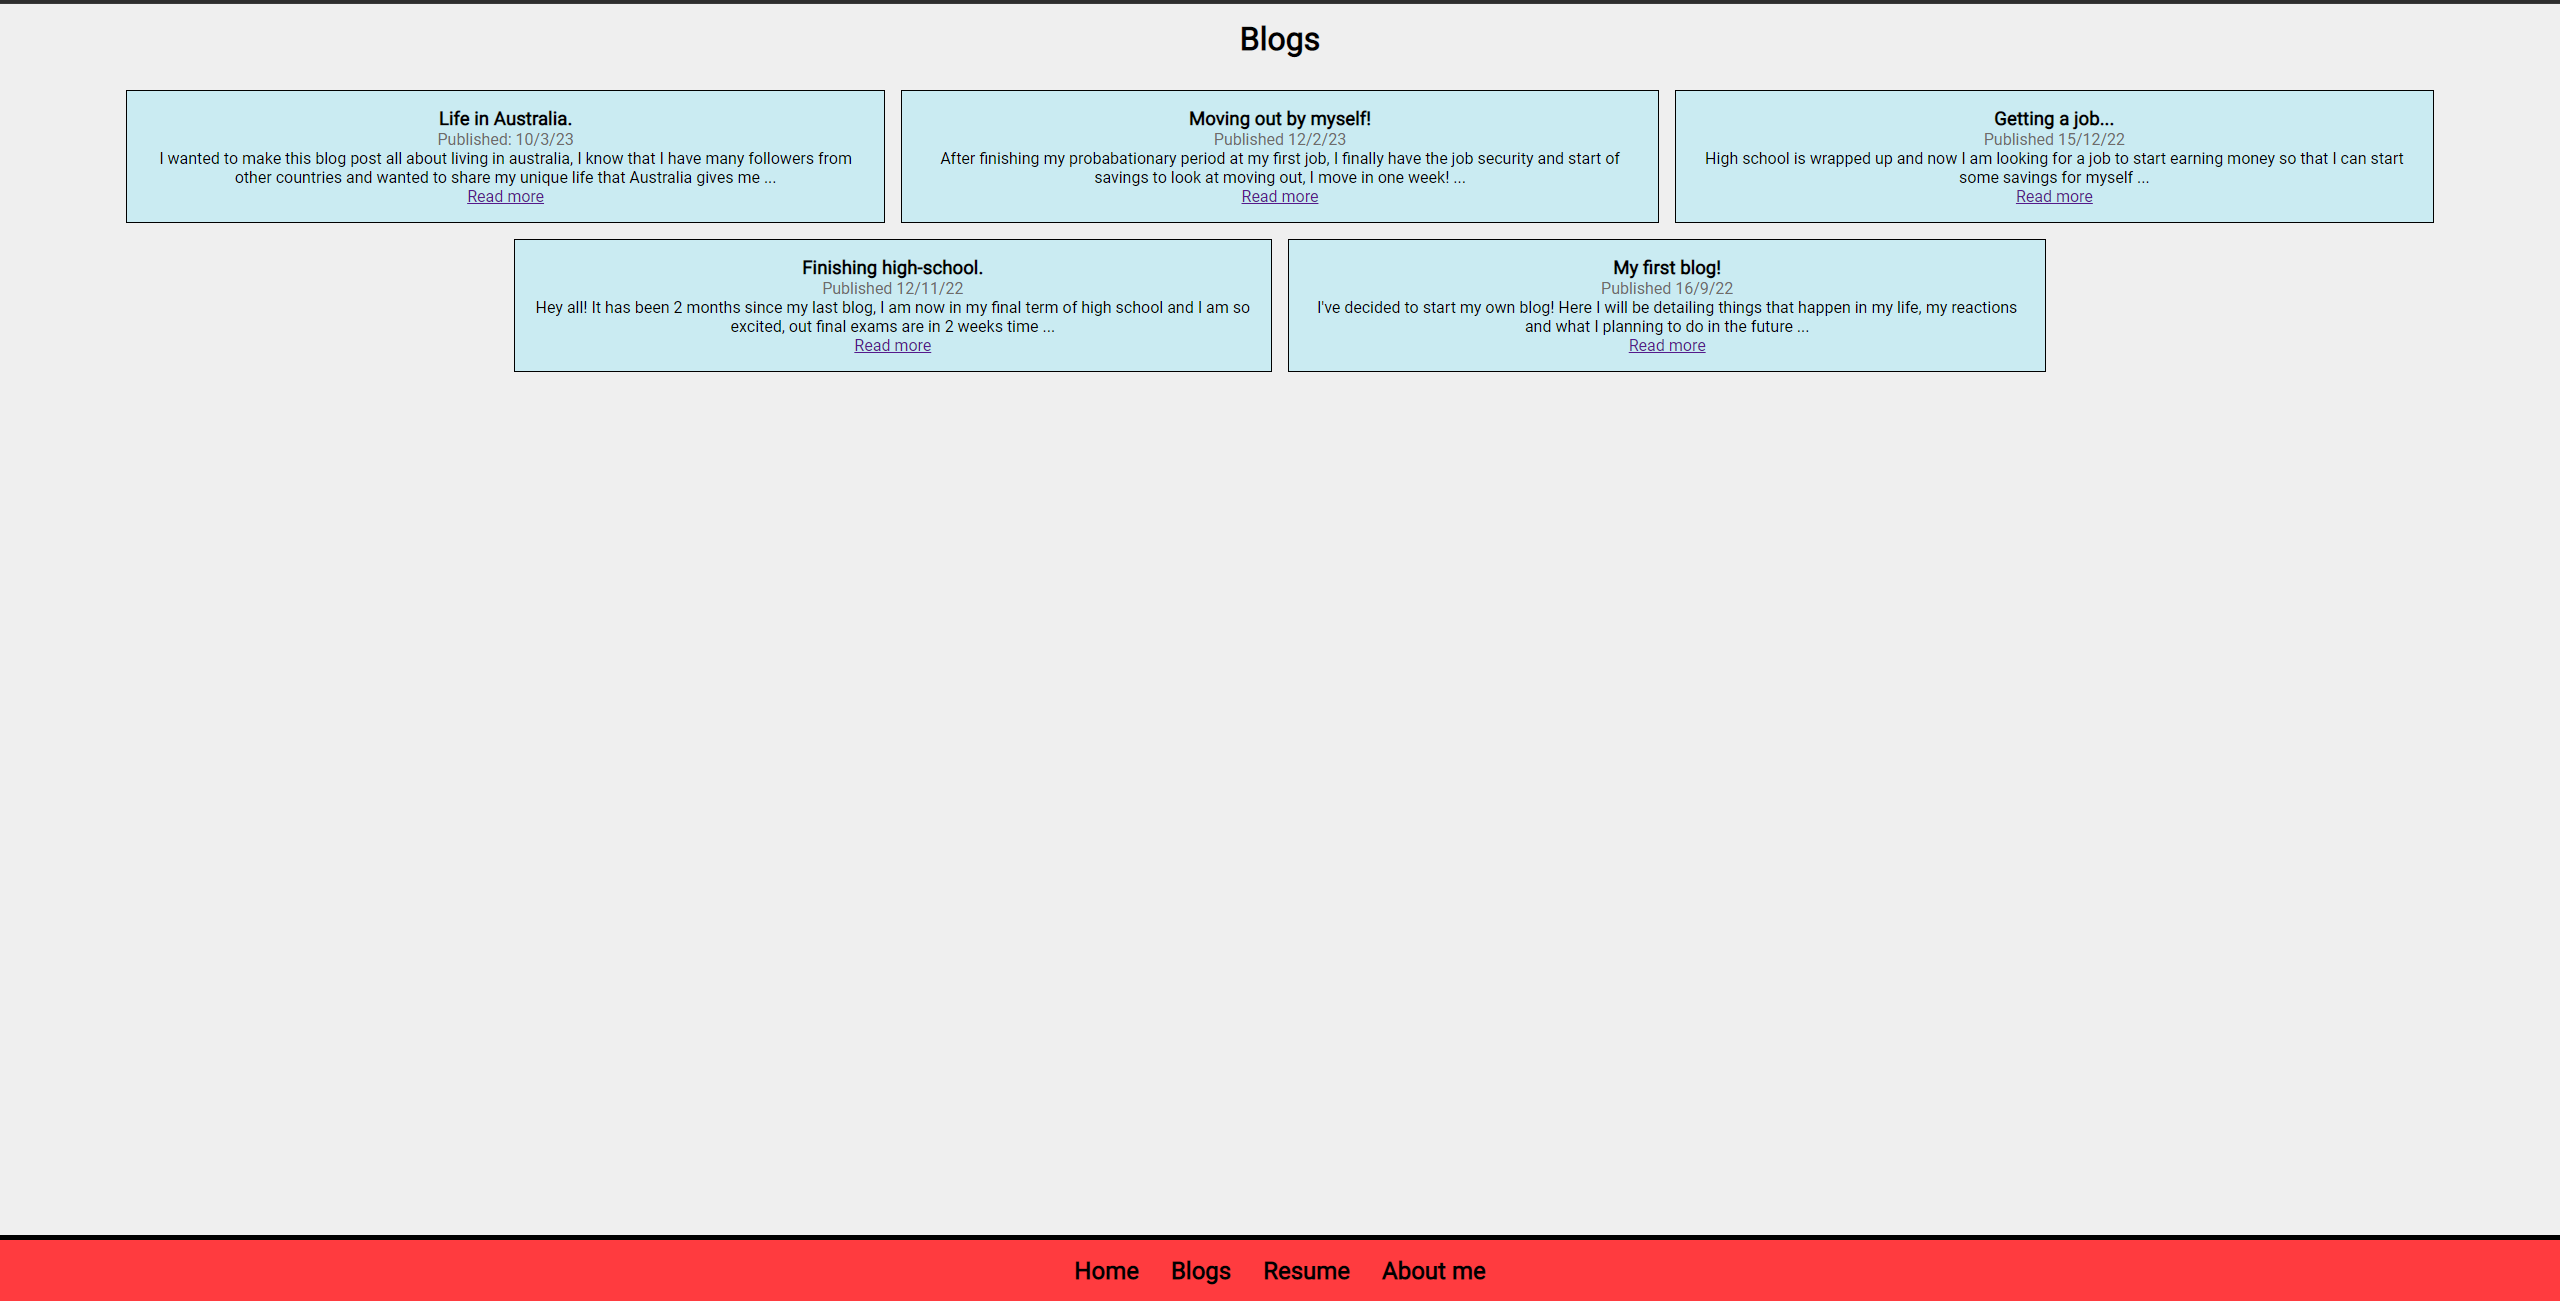 Blogs
Life in Australia.
Published: 10/3/23
I wanted to make this blog post all about living in australia, I know that I have many followers from
other countries and wanted to share my unique life that Australia gives me ...
Read more
Moving out by myself!
Published 12/2/23
After finishing my probabationary period at my first job, I finally have the job security and start of
savings to look at moving out, I move in one week! ...
Read more
Getting a job...
Published 15/12/22
High school is wrapped up and now I am looking for a job to start earning money so that I can start
some savings for myself ...
Read more
Finishing high-school.
Published 12/11/22
Hey all! It has been 2 months since my last blog, I am now in my final term of high school and I am so
excited, out final exams are in 2 weeks time ...
Read more
My first blog!
Published 16/9/22
I've decided to start my own blog! Here I will be detailing things that happen in my life, my reactions
and what I planning to do in the future ...
Read more
Home Blogs Resume About me